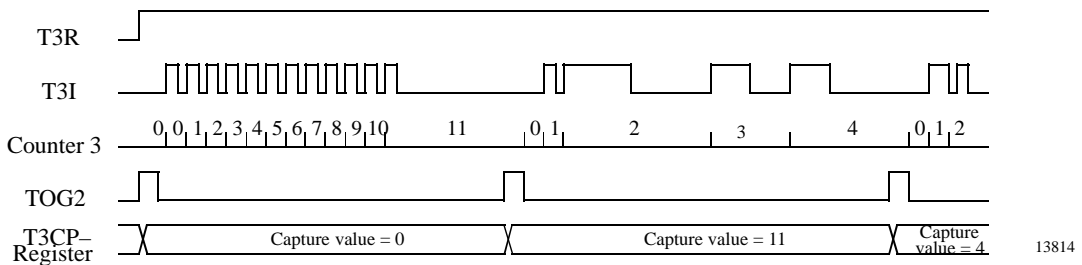 T3R
T3I
Counter 3
0 0 1 2 3 4 5 6 7 8 9 10 11 0 1 2 3 4 0 1 2
TOG2
T3CP–
Register
Capture value = 0
Capture value = 11
Capture
value = 4
13814